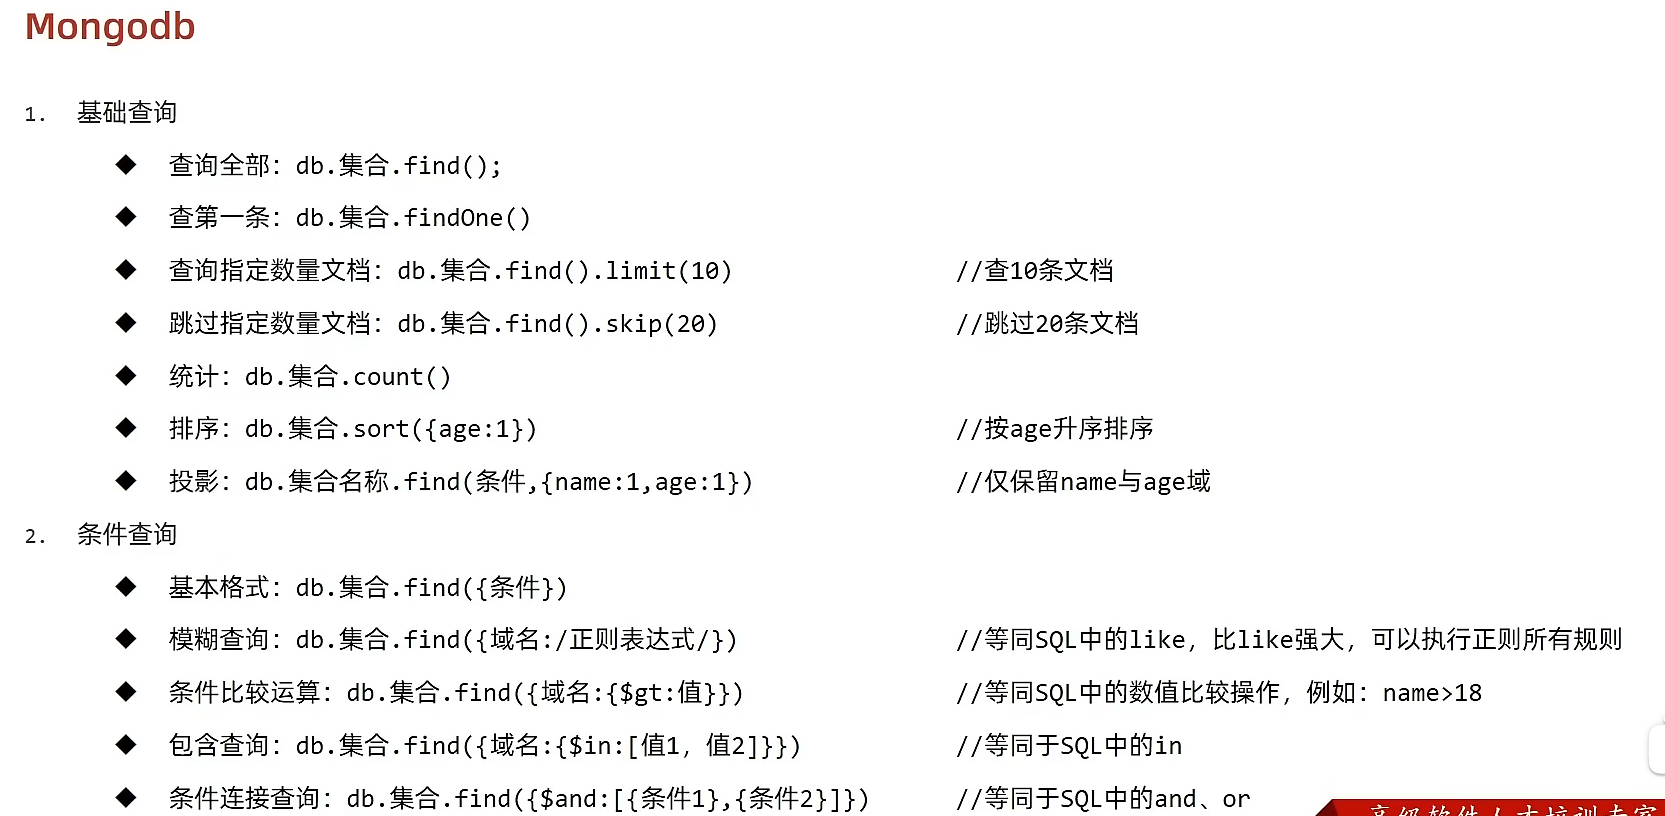 Mongodb
1. 基础查询
◆ 查询全部：db.集合.find();
◆ 查第一条：db.集合.findOne()
◆ 查询指定数量文档：db.集合.find().limit(10) //查10条文档
◆ 跳过指定数量文档：db.集合.find().skip(20) //跳过20条文档
◆ 统计：db.集合.count()
◆ 排序：db.集合.sort({age:1}) //按age升序排序
◆ 投影：db.集合名称.find(条件,{name:1,age:1}) //仅保留name与age域
2. 条件查询
◆ 基本格式：db.集合.find({条件})
◆ 模糊查询：db.集合.find({域名:/正则表达式/}) //等同SQL中的like，比like强大，可以执行正则所有规则
◆ 条件比较运算：db.集合.find({域名:{$gt:值}}) //等同SQL中的数值比较操作，例如：name>18
◆ 包含查询：db.集合.find({域名:{$in:[值1，值2]}}) //等同于SQL中的in
◆ 条件连接查询：db.集合.find({$and:[{条件1},{条件2}]}) //等同于SQL中的and、or
高级软件人才培训专家